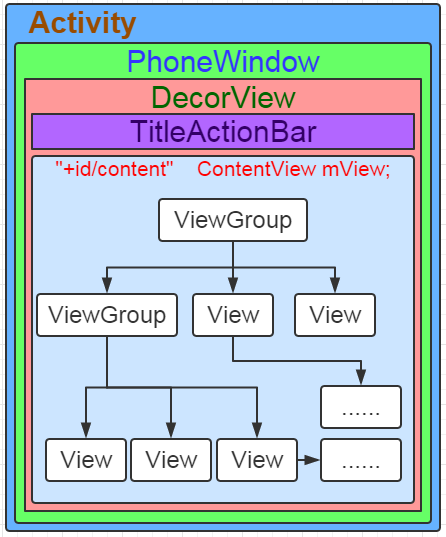 Activity
PhoneWindow
DecorView
TitleActionBar
"+id/content" ContentView mView;
ViewGroup
ViewGroup View View
......
View View View ......